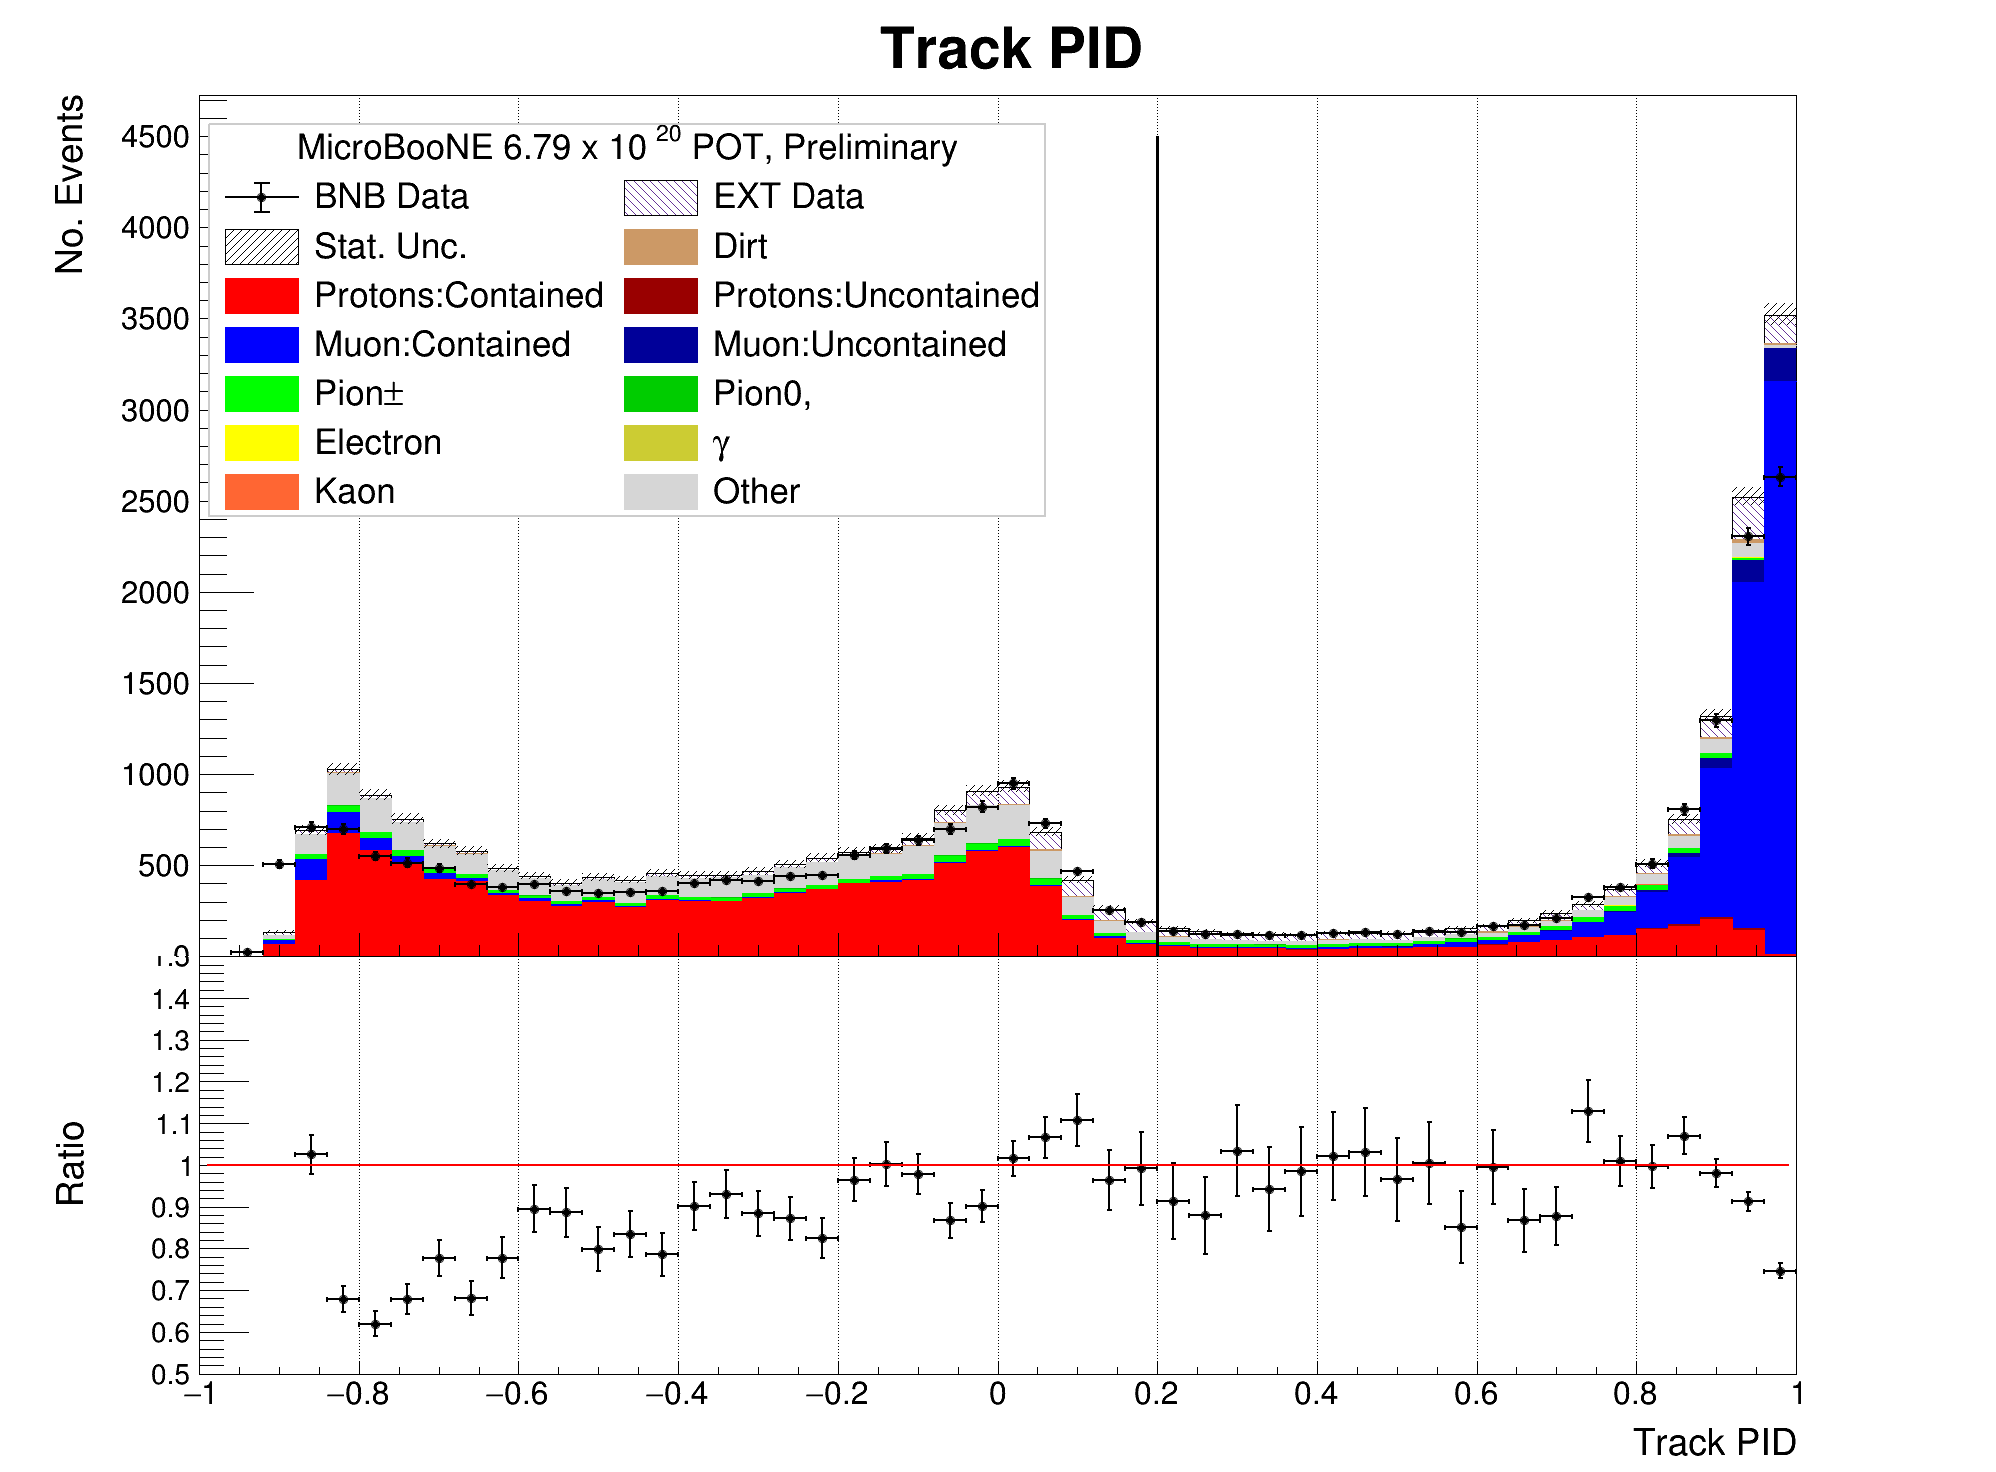 Track PID
No. Events
4500
4000
3500
3000
2500
2000
1500
1000
500
0
MicroBooNE 6.79 x 10 20 POT, Preliminary
BNB Data
EXT Data
Stat. Unc.
Dirt
Protons:Contained
Protons:Uncontained
Muon:Contained
Muon:Uncontained
Pion±
Pion0,
Electron
γ
Kaon
Other
Ratio
1.4
1.3
1.2
1.1
1
0.9
0.8
0.7
0.6
0.5
−1 −0.8 −0.6 −0.4 −0.2 0 0.2 0.4 0.6 0.8 1
Track PID